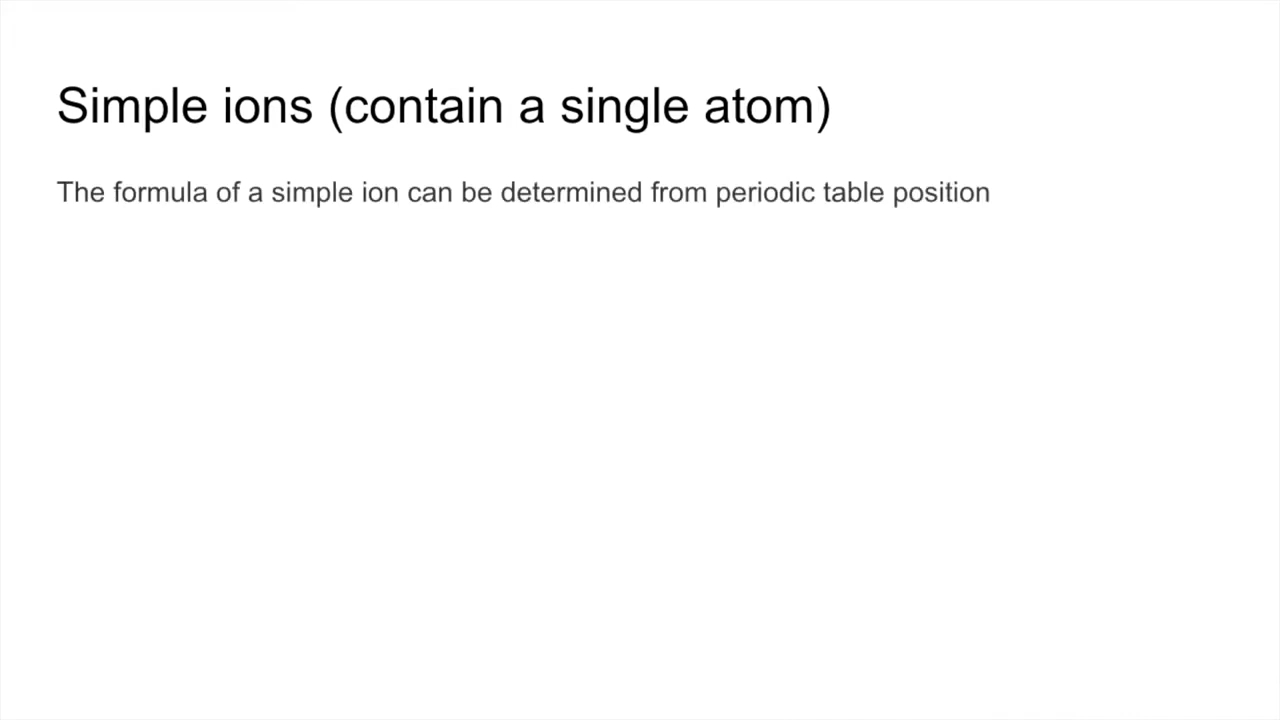 Simple ions (contain a single atom)
The formula of a simple ion can be determined from periodic table position